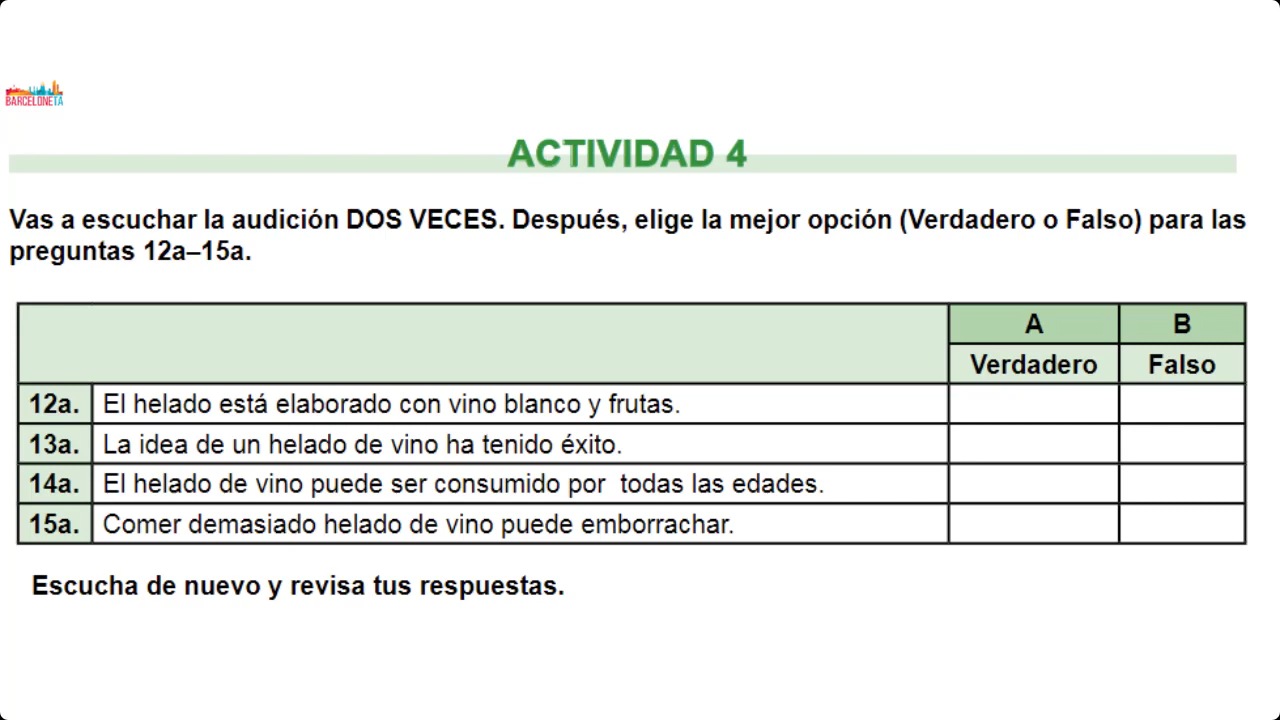 BARCELONETA
ACTIVIDAD 4
Vas a escuchar la audición DOS VECES. Después, elige la mejor opción (Verdadero o Falso) para las
preguntas 12a–15a.
A B
Verdadero Falso
12a. El helado está elaborado con vino blanco y frutas.
13a. La idea de un helado de vino ha tenido éxito.
14a. El helado de vino puede ser consumido por todas las edades.
15a. Comer demasiado helado de vino puede emborrachar.
Escucha de nuevo y revisa tus respuestas.